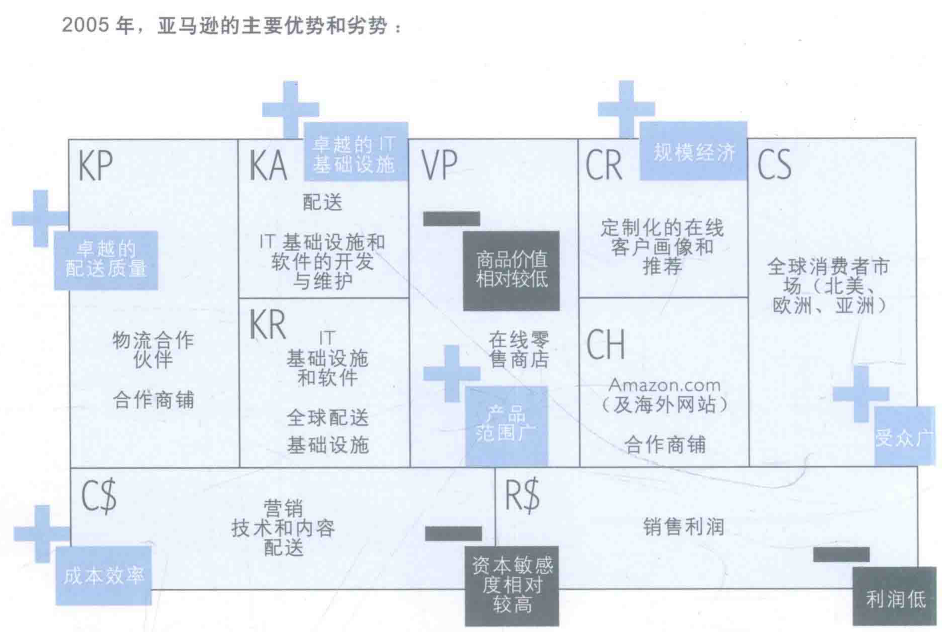 2005 年，亚马逊的主要优势和劣势：
KP
卓越的
配送质量
物流合作
伙伴
合作商铺
KA
卓越的 IT
基础设施
配送
IT 基础设施和
软件的开发
与维护
KR
IT
基础设施
和软件
全球配送
基础设施
VP
商品价值
相对较低
在线零
售商店
产品
范围广
CR
规模经济
定制化的在线
客户画像和
推荐
CH
Amazon.com
（及海外网站）
合作商铺
CS
全球消费者市
场（北美、
欧洲、亚洲）
受众广
C$
营销
技术和内容
配送
成本效率
资本敏感
度相对
较高
R$
销售利润
利润低